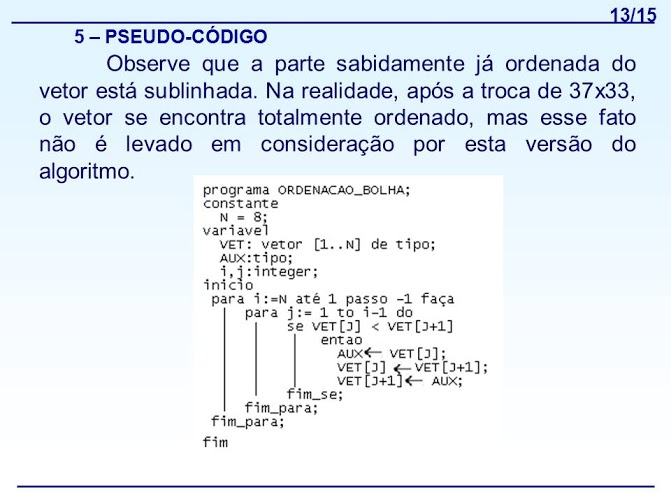 13/15
5 – PSEUDO-CÓDIGO
Observe que a parte sabidamente já ordenada do
vetor está sublinhada. Na realidade, após a troca de 37x33,
o vetor se encontra totalmente ordenado, mas esse fato
não é levado em consideração por esta versão do
algoritmo.
programa ORDENACAO_BOLHA;
constante
N = 8;
variavel
VET: vetor [1..N] de tipo;
AUX:tipo;
i,j:integer;
inicio
para i:=N até 1 passo -1 faça
para j:= 1 to i-1 do
se VET[J] < VET[J+1]
entao
AUX← VET[J];
VET[J] ← VET[J+1];
VET[J+1]← AUX;
fim_se;
fim_para;
fim_para;
fim